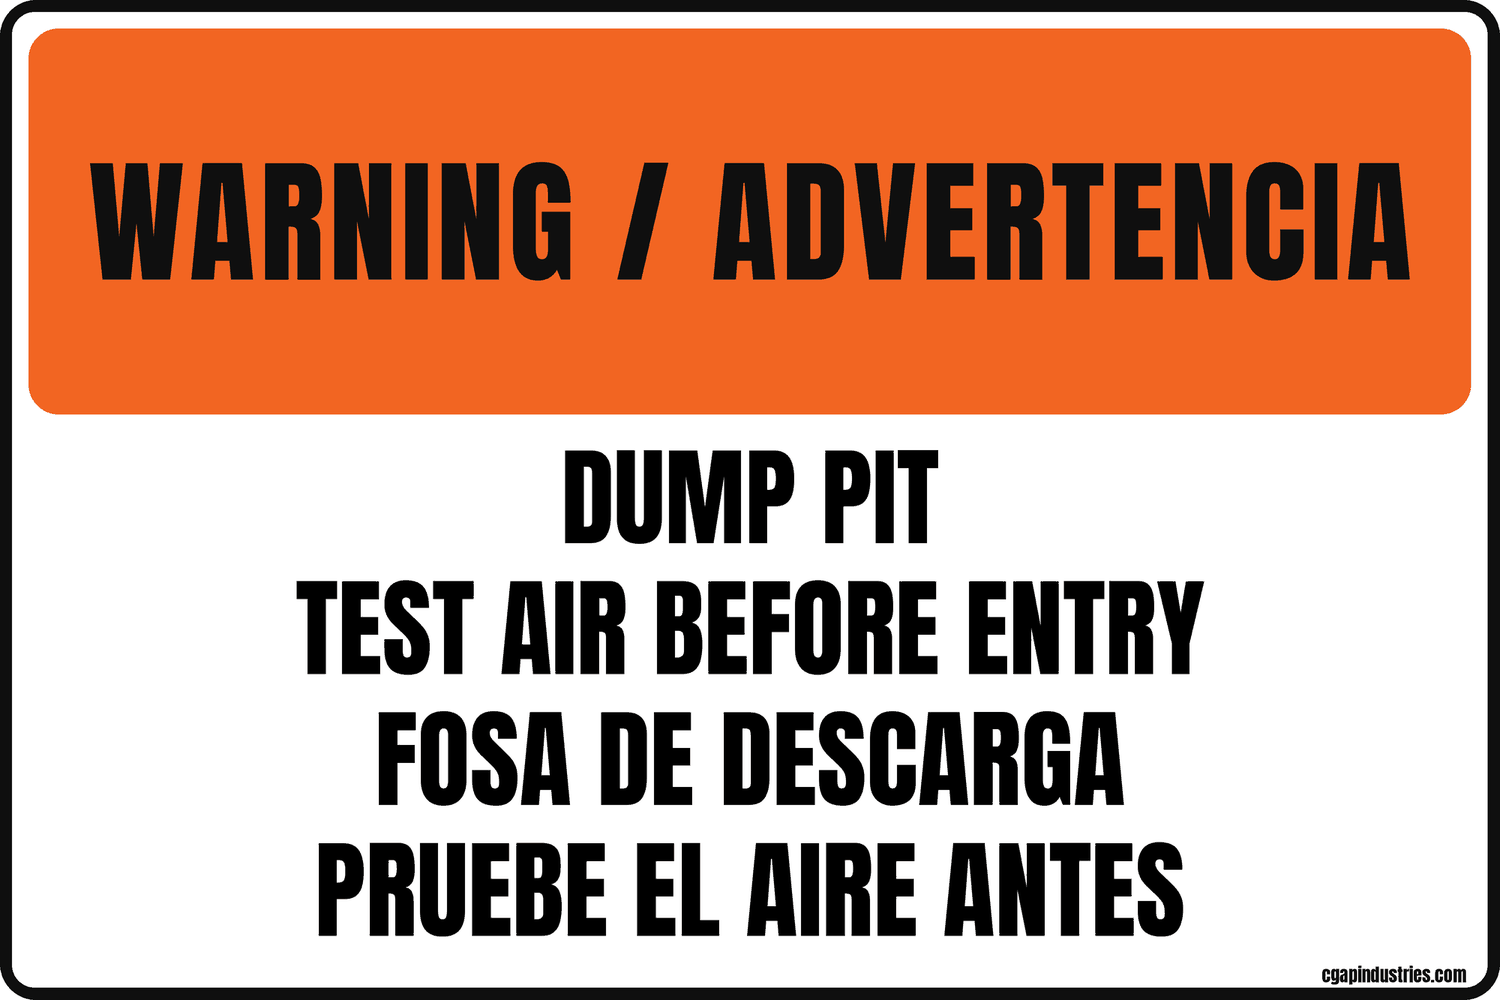 WARNING / ADVERTENCIA
DUMP PIT
TEST AIR BEFORE ENTRY
FOSA DE DESCARGA
PRUEBE EL AIRE ANTES
cgapindustries.com